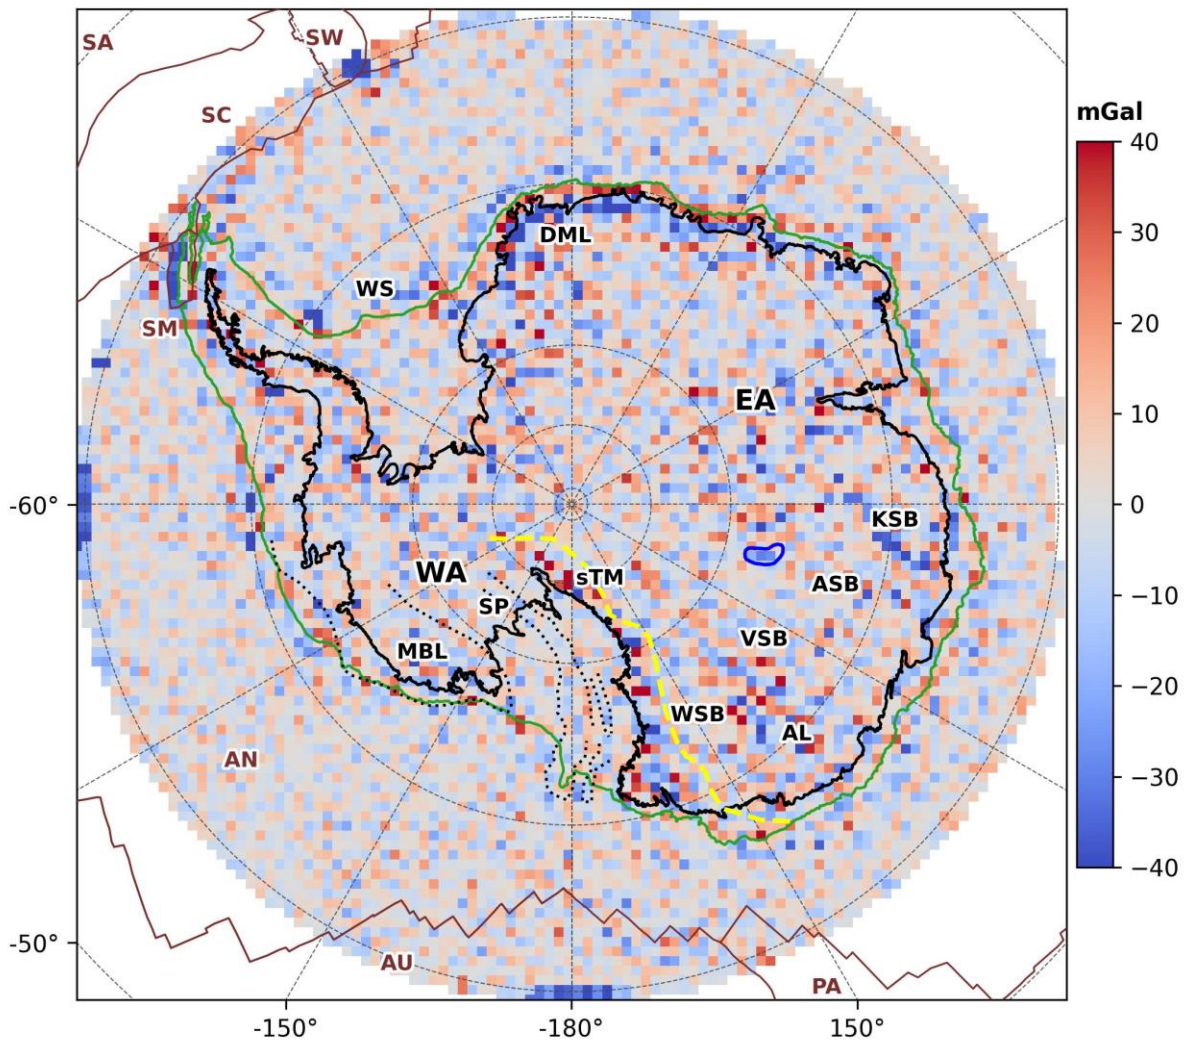 SA
SW
mGal
SC
40
DML
30
WS
SM
20
EA
10
-60°
0
KSB
WA
sTM
ASB
SP
−10
VSB
MBL
−20
WSB
AL
AN
−30
−40
-50°
AU
PA
-150°
-180°
150°